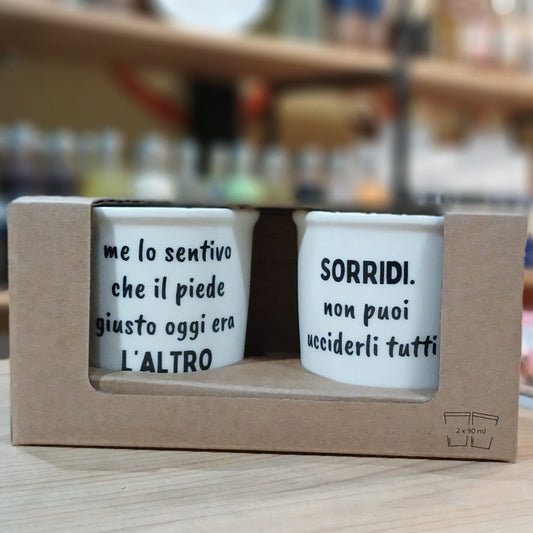 me lo sentivo
che il piede
giusto oggi era
L'ALTRO
SORRIDI.
non puoi
ucciderli tutti
2 x 90 ml